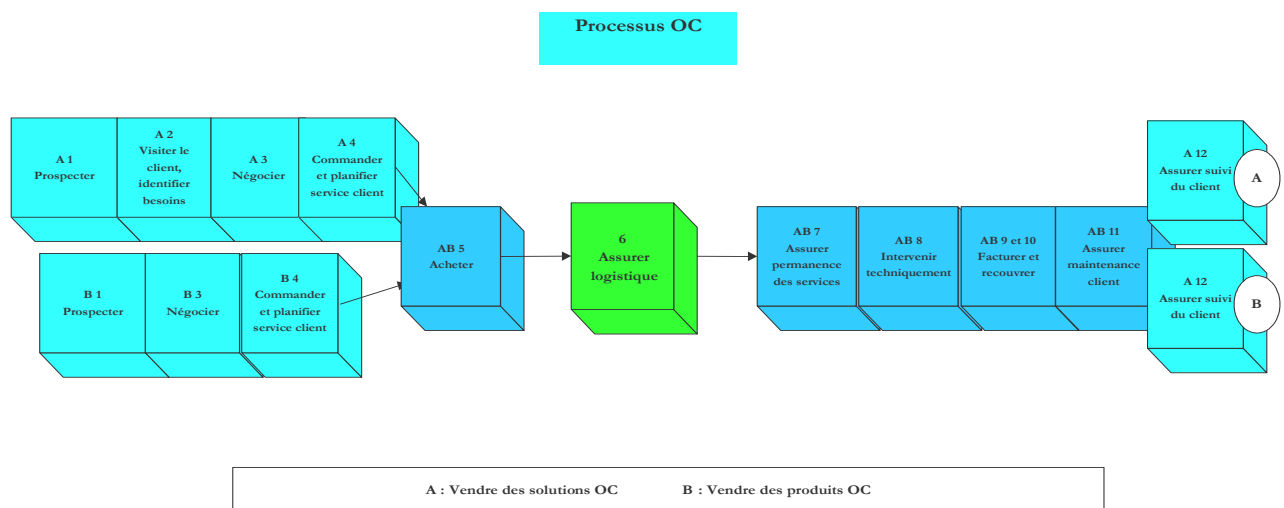 Processus OC
A 1
Prospecter
A 2
Visiter le
client,
identifier
besoins
A 3
Négocier
A 4
Commander
et planifier
service client
B 1
Prospecter
B 3
Négocier
B 4
Commander
et planifier
service client
AB 5
Acheter
6
Assurer
logistique
AB 7
Assurer
permanence
des services
AB 8
Intervenir
techniquement
AB 9 et 10
Facturer et
recouvrer
AB 11
Assurer
maintenance
client
A 12
Assurer suivi
du client
A
A 12
Assurer suivi
du client
B
A : Vendre des solutions OC B : Vendre des produits OC